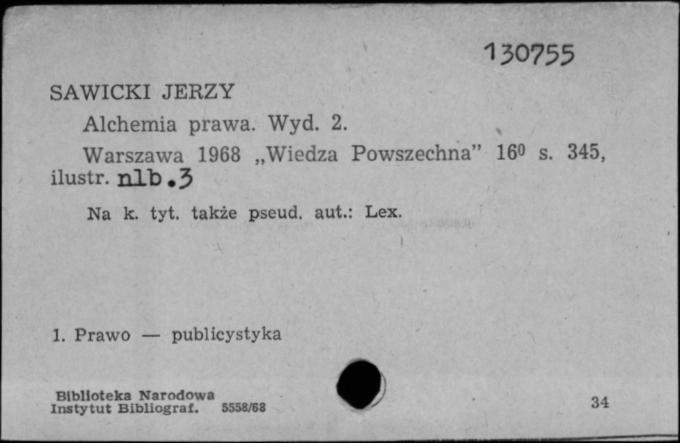 130755
SAWICKI JERZY
Alchemia prawa. Wyd. 2.
Warszawa 1968 „Wiedza Powszechna” 16⁰ s. 345,
ilustr. nlb.3
Na k. tyt. także pseud. aut.: Lex.
1. Prawo — publicystyka
Biblioteka Narodowa
Instytut Bibliograf. 5558/68
34